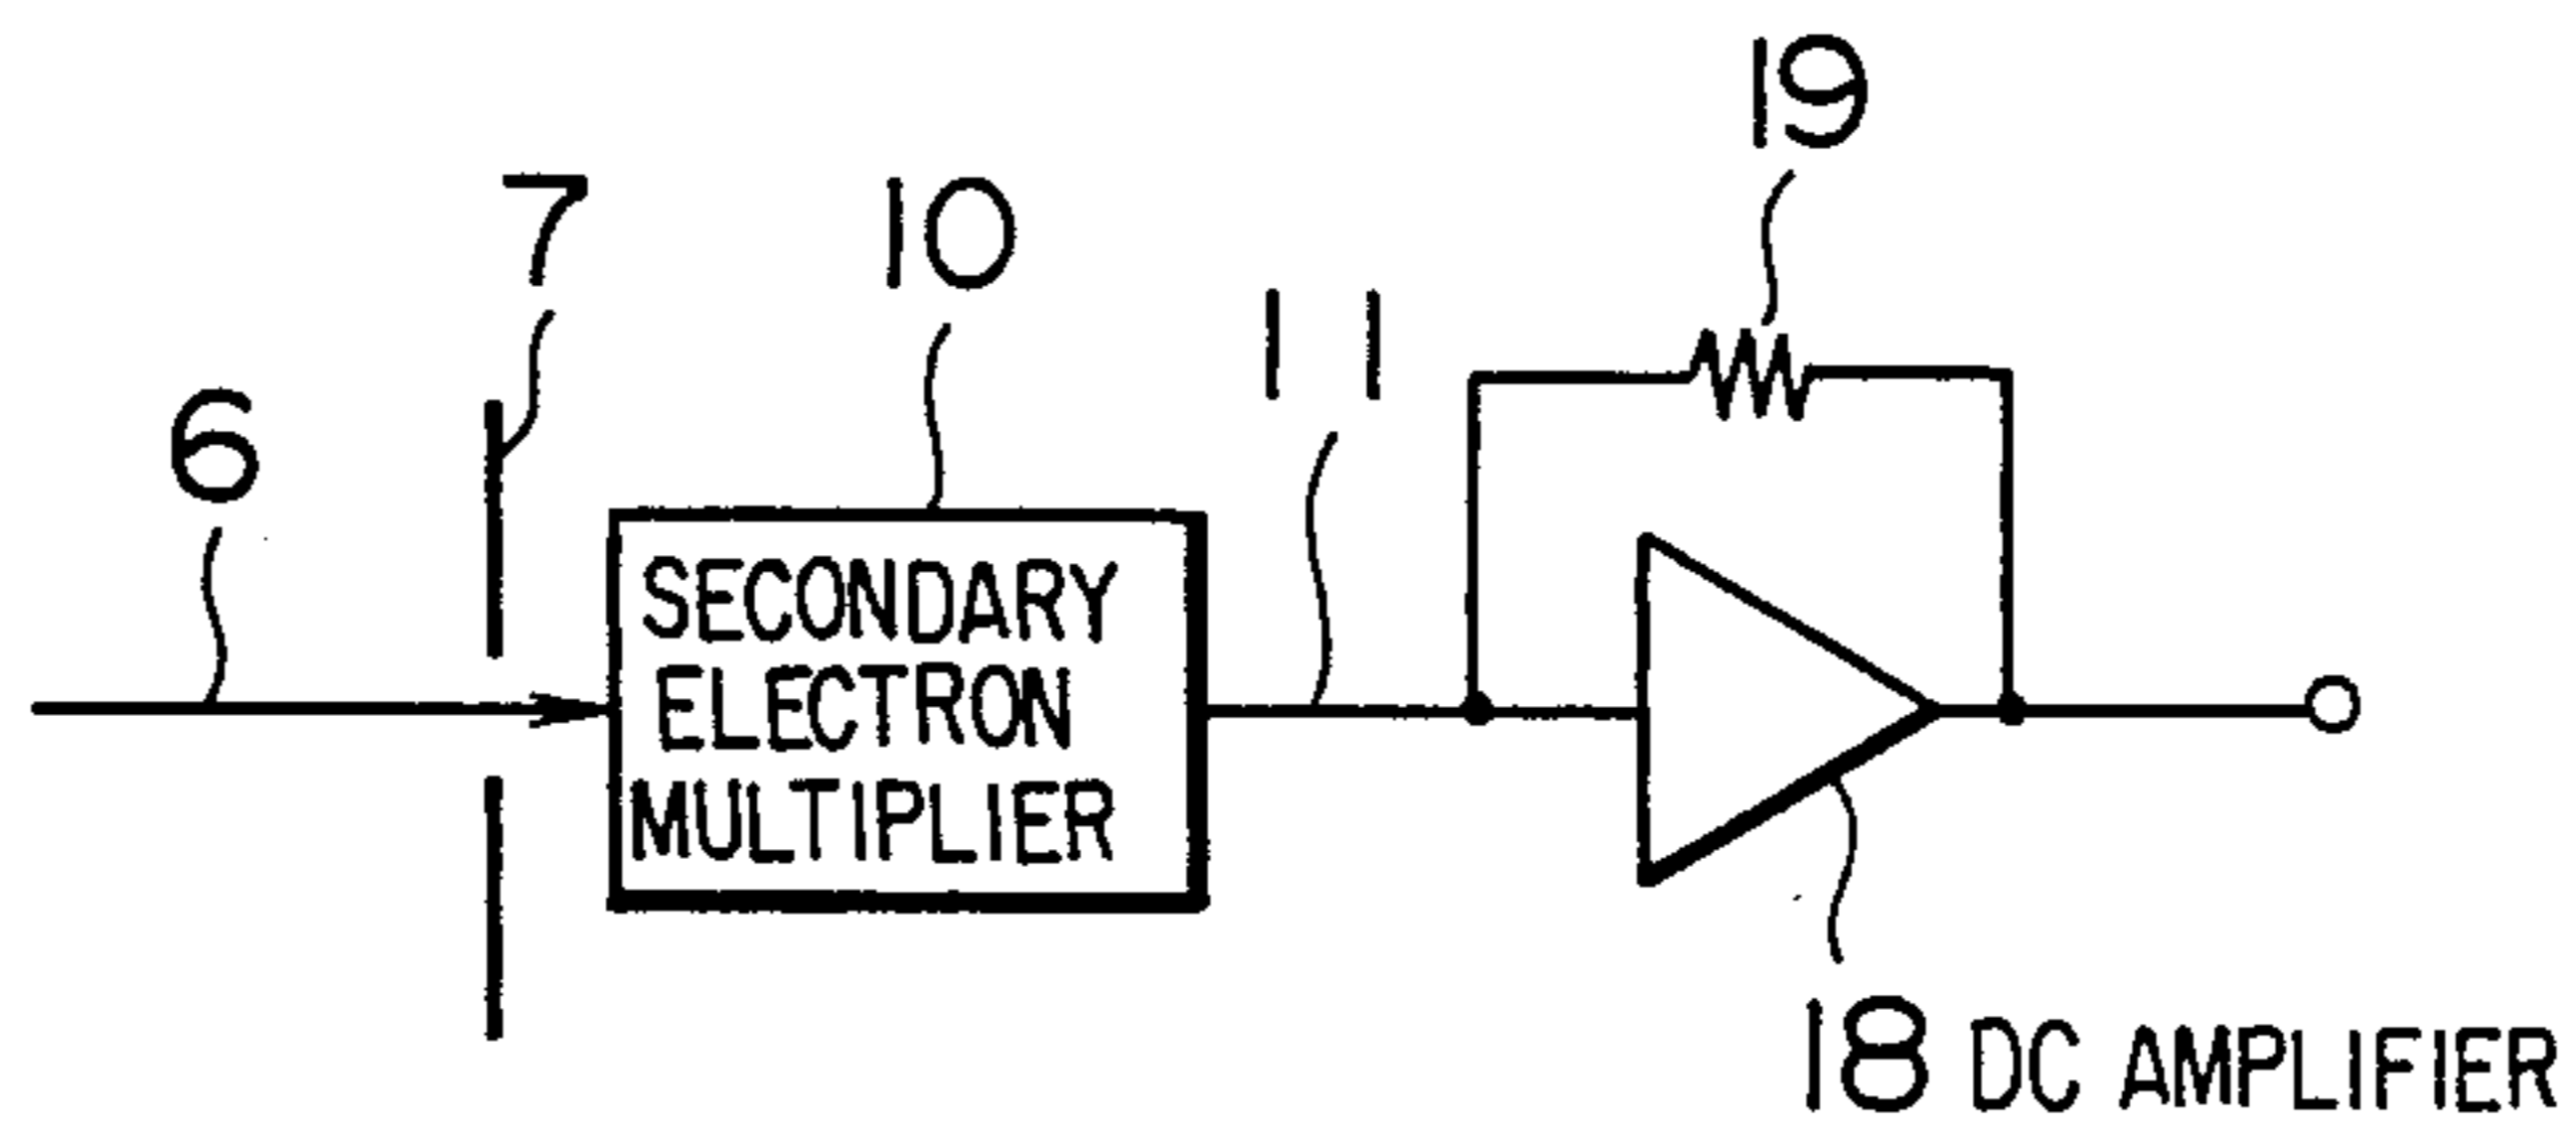 19
7
10
11
6
SECONDARY
ELECTRON
MULTIPLIER
18 DC AMPLIFIER